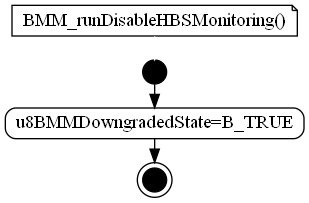 BMM_runDisableHBSMonitoring()
u8BMMDowngradedState=B_TRUE